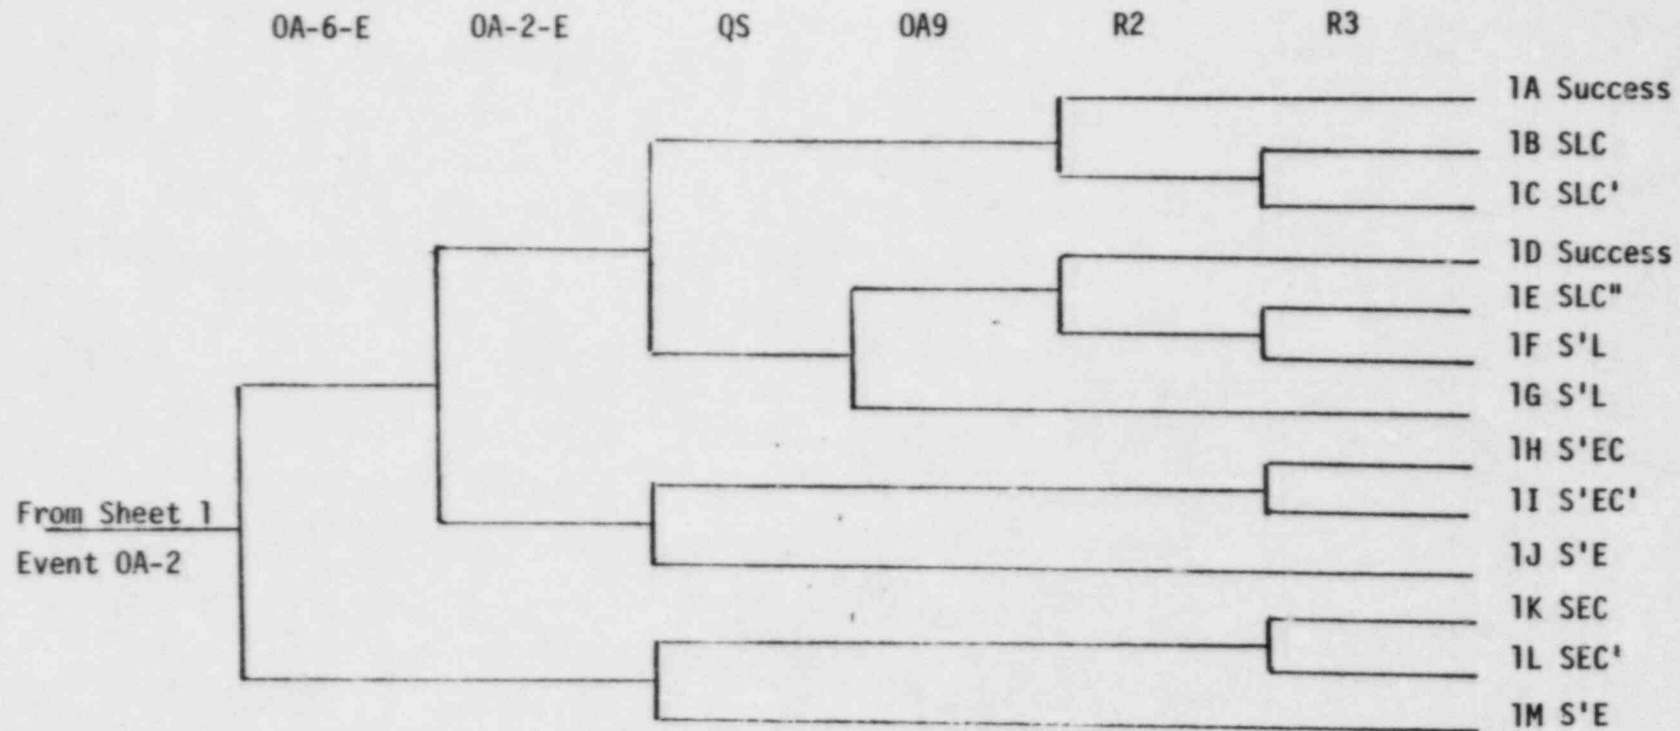 OA-6-E OA-2-E QS OA9 R2 R3
1A Success
1B SLC
1C SLC'
1D Success
1E SLC"
1F S'L
1G S'L
1H S'EC
From Sheet 1
1I S'EC'
Event OA-2
1J S'E
1K SEC
1L SEC'
1M S'E